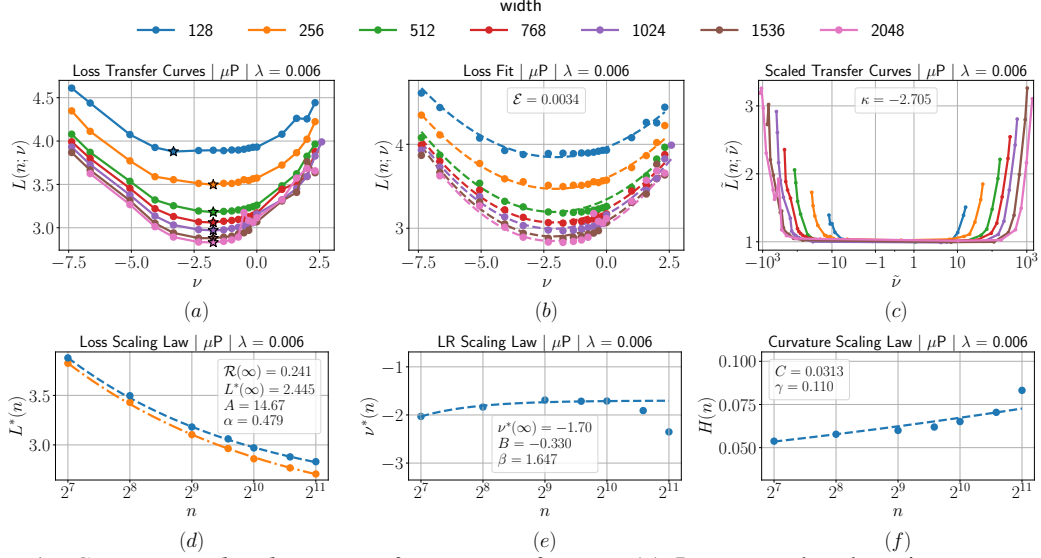 width
128 256 512 768 1024 1536 2048
Loss Transfer Curves | μP | λ = 0.006
L(n; ν)
4.5
4.0
3.5
3.0
−7.5 −5.0 −2.5 0.0 2.5
ν
(a)
Loss Fit | μP | λ = 0.006
ℰ = 0.0034
L(n; ν)
4
3
−7.5 −5.0 −2.5 0.0 2.5
ν
(b)
Scaled Transfer Curves | μP | λ = 0.006
κ = −2.705
L̃(n; ν̃)
3
2
1
−10³ −10 −1 1 10 10³
ν̃
(c)
Loss Scaling Law | μP | λ = 0.006
ℛ(∞) = 0.241
L*(∞) = 2.445
A = 14.67
α = 0.479
L*(n)
3.5
3.0
2⁷ 2⁸ 2⁹ 2¹⁰ 2¹¹
n
(d)
LR Scaling Law | μP | λ = 0.006
ν*(n)
−1
−2
−3
ν*(∞) = −1.70
B = −0.330
β = 1.647
2⁷ 2⁸ 2⁹ 2¹⁰ 2¹¹
n
(e)
Curvature Scaling Law | μP | λ = 0.006
C = 0.0313
γ = 0.110
H(n)
0.100
0.075
0.050
2⁷ 2⁸ 2⁹ 2¹⁰ 2¹¹
n
(f)